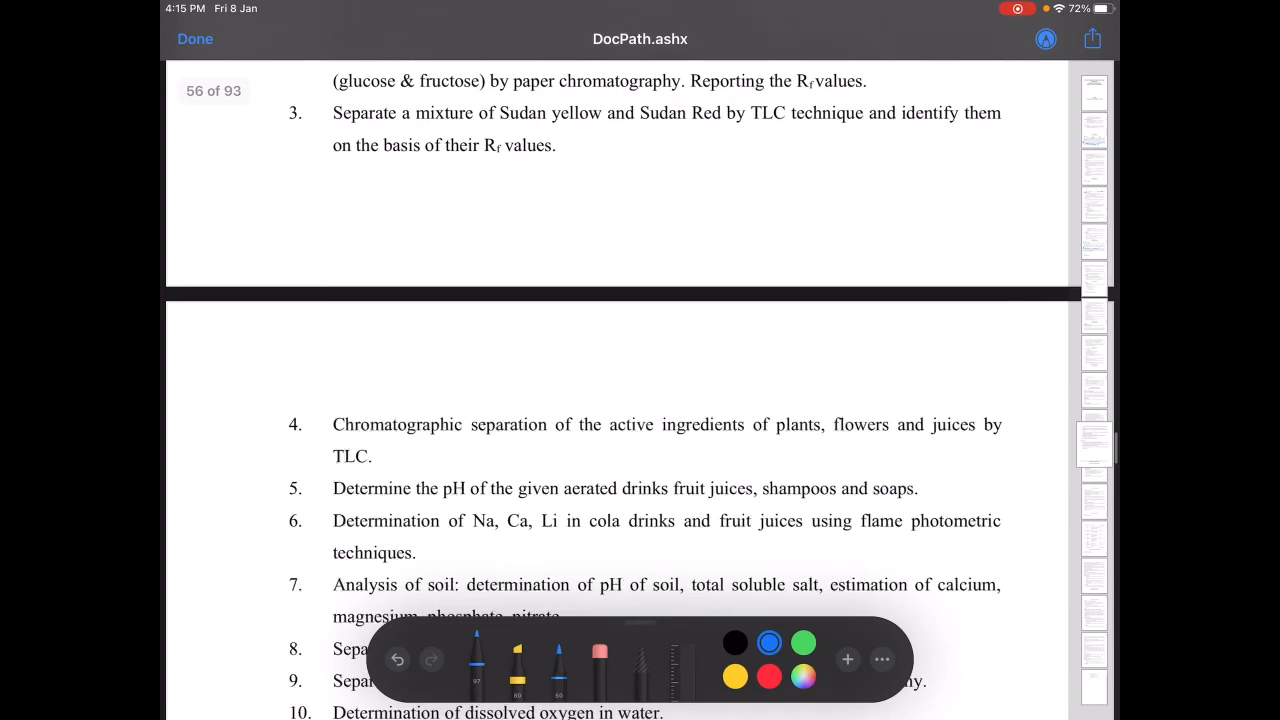 4:15 PM Fri 8 Jan
72%
Done
DocPath.ashx
56 of 93
(glucose & fructose) by paper chromatography. Reporting the Rf values.
3. Separate a mixture of Sudan yellow and Sudan Red by TLC technique and identify them
on the basis of their Rf values.
4. Chromatographic separation of the active ingredients of plants, flowers and juices by
TLC
5. Determine the pH of the given aerated drinks fruit juices, shampoos and soaps.
6. Determination of Na, Ca, Li in cola drinks and fruit juices using flame photometric
techniques.
7. Analysis of soil: Determination of pH of soil, total soluble salt, estimation of calcium,
8. Sepa
9. Sepa
y.
10. Determination of dissolved oxygen in water.
80
50